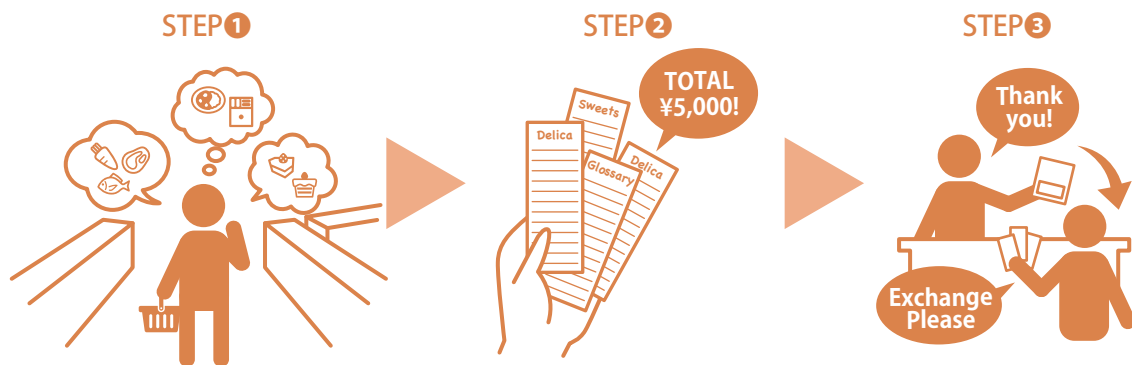 STEP❶
STEP❷
TOTAL
¥5,000!
Sweets
Delica
Glossary
Delica
STEP❸
Thank
you!
Exchange
Please